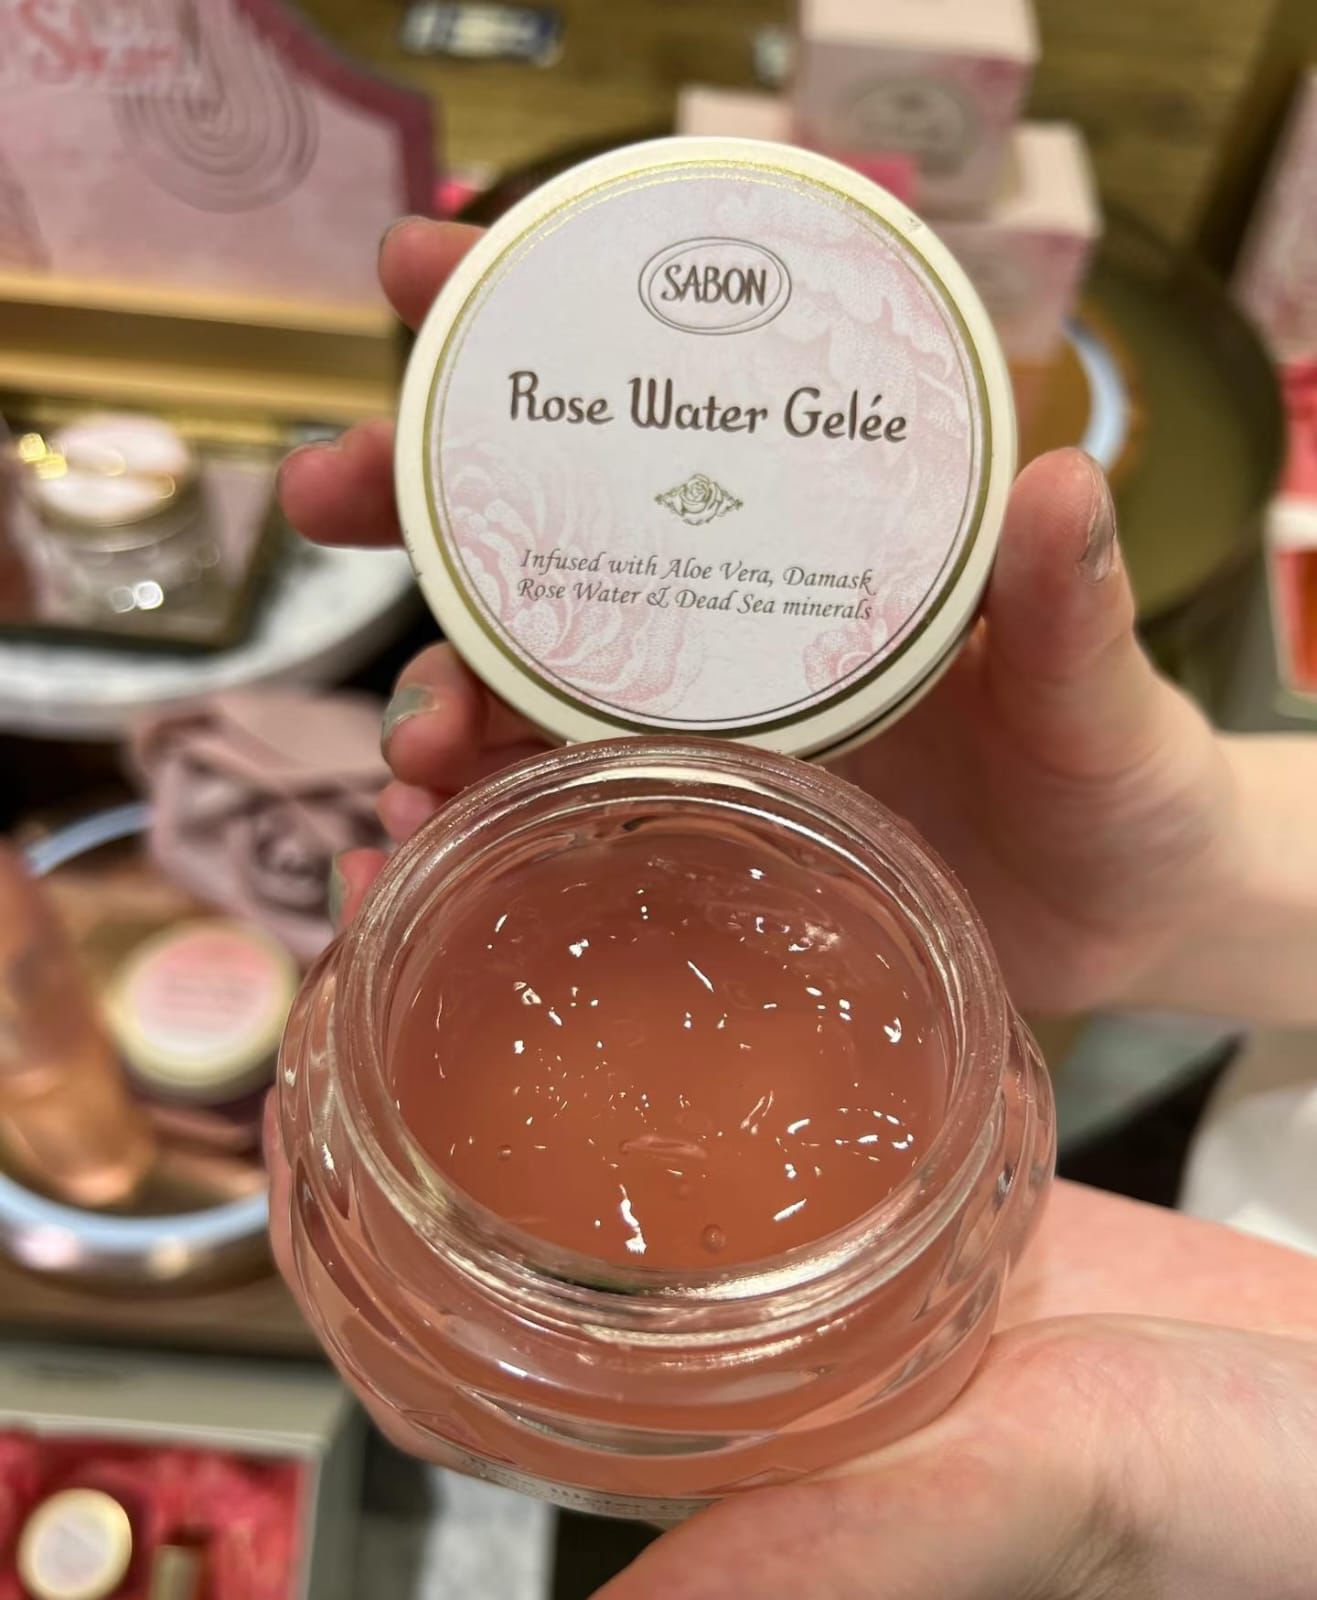 SABON
Rose Water Gelée
Infused with Aloe Vera, Damask
Rose Water & Dead Sea minerals